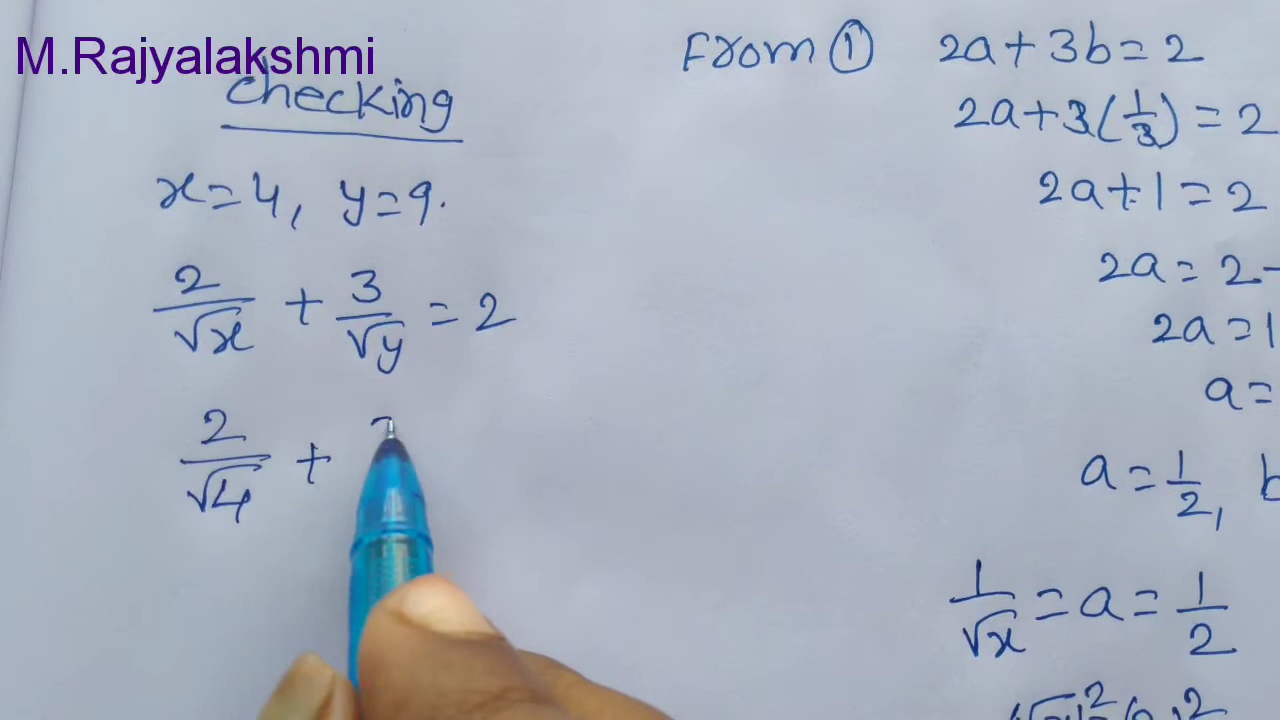 M.Rajyalakshmi
Checking
x=4, y=9.
2/√x + 3/√y = 2
2/√4 +
From ① 2a+3b=2
2a+3(1/3)=2
2a+1=2
2a=2-
2a=1
a=
a=1/2, b
1/√x=a=1/2